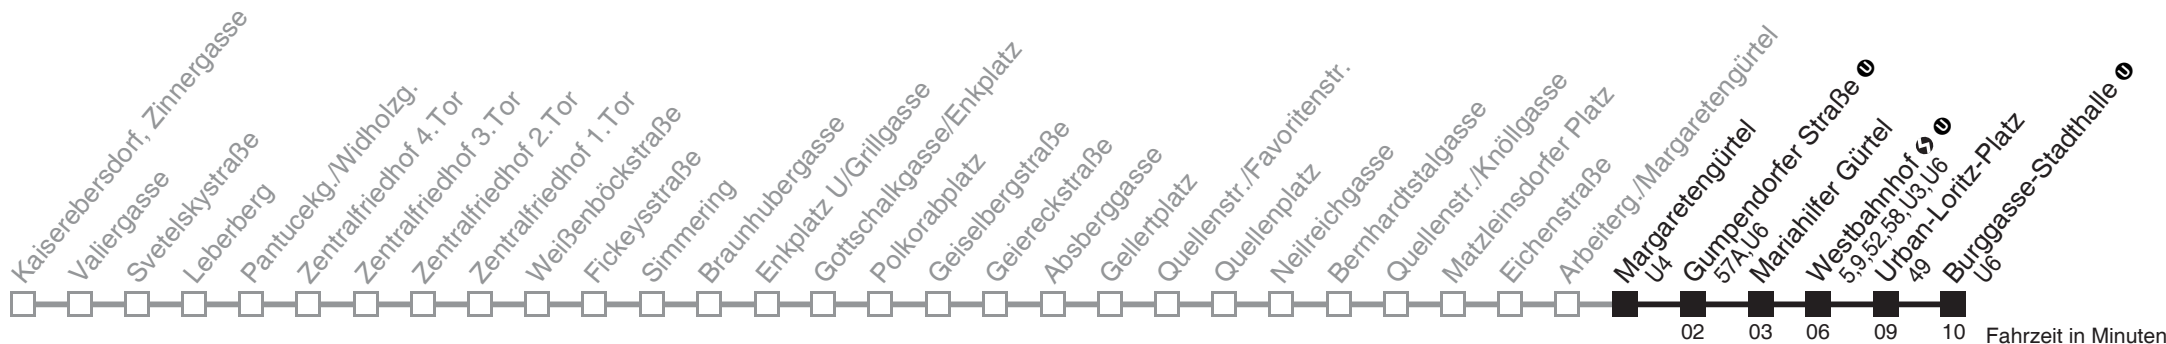 Kaiserebersdorf, Zinnergasse
Valiergasse
Svetelskystraße
Leberberg
Pantucekg./Widholzg.
Zentralfriedhof 4.Tor
Zentralfriedhof 3.Tor
Zentralfriedhof 2.Tor
Zentralfriedhof 1.Tor
Weißenböckstraße
Fickeysstraße
Simmering
Braunhubergasse
Enkplatz U/Grillgasse
Gottschalkgasse/Enkplatz
Polkorabplatz
Geiselbergstraße
Geiereckstraße
Absberggasse
Gellertplatz
Quellenstr./Favoritenstr.
Quellenplatz
Neilreichgasse
Bernhardtstalgasse
Quellenstr./Knöllgasse
Matzleinsdorfer Platz
Eichenstraße
Arbeiterg./Margaretengürtel
Margaretengürtel
U4
Gumpendorfer Straße U
57A,U6
Mariahilfer Gürtel
Westbahnhof S U
5,9,52,58,U3,U6
Urban-Loritz-Platz
49
Burggasse-Stadthalle U
U6
02 03 06 09 10 Fahrzeit in Minuten